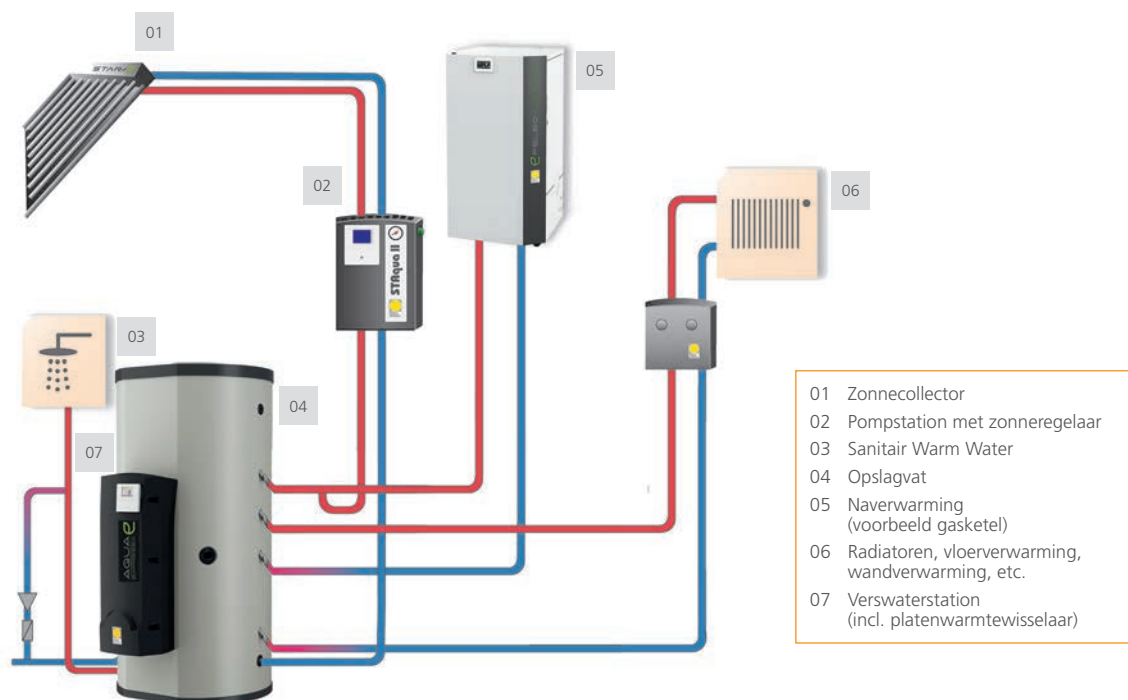 01
STAR
05
02
STAqua II
06
03
04
07
AQUA e
01 Zonnecollector
02 Pompstation met zonneregelaar
03 Sanitair Warm Water
04 Opslagvat
05 Naverwarming
(voorbeeld gasketel)
06 Radiatoren, vloerverwarming,
wandverwarming, etc.
07 Verswaterstation
(incl. platenwarmtewisselaar)